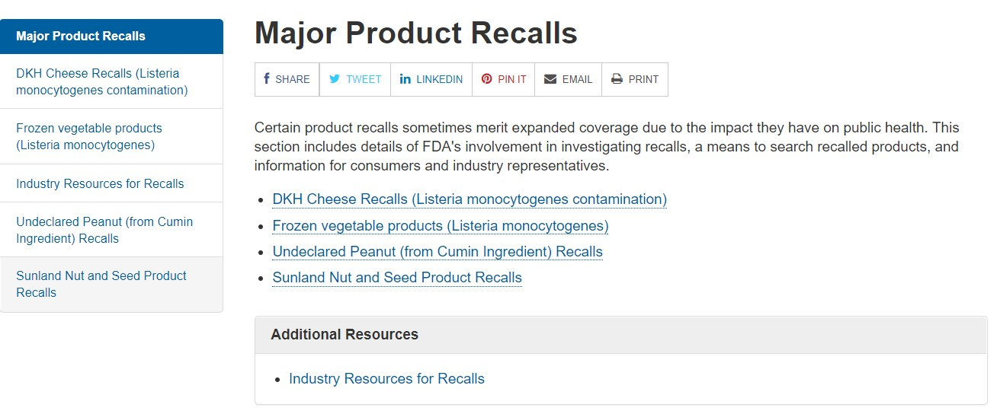 Major Product Recalls
DKH Cheese Recalls (Listeria
monocytogenes contamination)
Frozen vegetable products
(Listeria monocytogenes)
Industry Resources for Recalls
Undeclared Peanut (from Cumin
Ingredient) Recalls
Sunland Nut and Seed Product
Recalls
Major Product Recalls
f SHARE TWEET in LINKEDIN PIN IT EMAIL PRINT
Certain product recalls sometimes merit expanded coverage due to the impact they have on public health. This
section includes details of FDA's involvement in investigating recalls, a means to search recalled products, and
information for consumers and industry representatives.
DKH Cheese Recalls (Listeria monocytogenes contamination)
Frozen vegetable products (Listeria monocytogenes)
Undeclared Peanut (from Cumin Ingredient) Recalls
Sunland Nut and Seed Product Recalls
Additional Resources
Industry Resources for Recalls